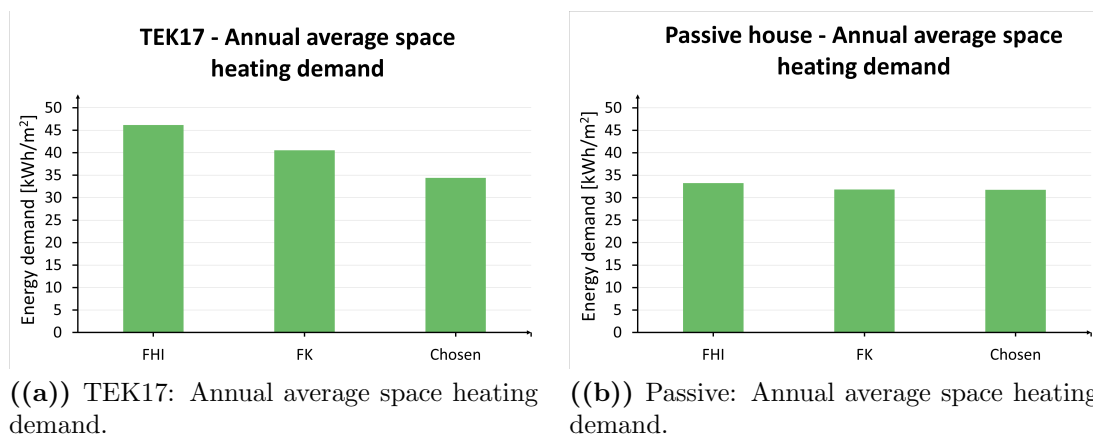 TEK17 - Annual average space
heating demand
Energy demand [kWh/m²]
50
45
40
35
30
25
20
15
10
5
0
FHI
FK
Chosen
((a)) TEK17: Annual average space heating
demand.
Passive house - Annual average space
heating demand
Energy demand [kWh/m²]
50
45
40
35
30
25
20
15
10
5
0
FHI
FK
Chosen
((b)) Passive: Annual average space heating
demand.